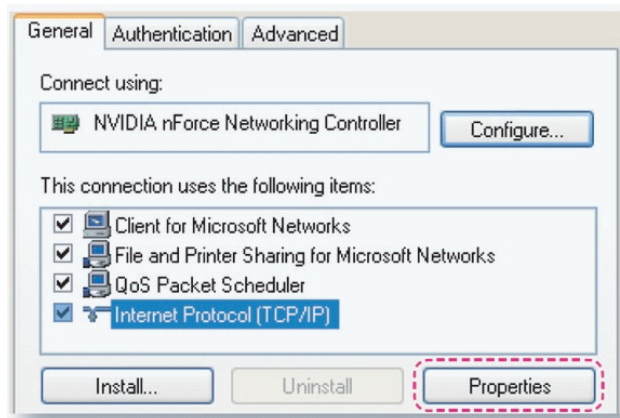 General Authentication Advanced
Connect using:
NVIDIA nForce Networking Controller Configure...
This connection uses the following items:
Client for Microsoft Networks
File and Printer Sharing for Microsoft Networks
QoS Packet Scheduler
Internet Protocol (TCP/IP)
Install... Uninstall Properties